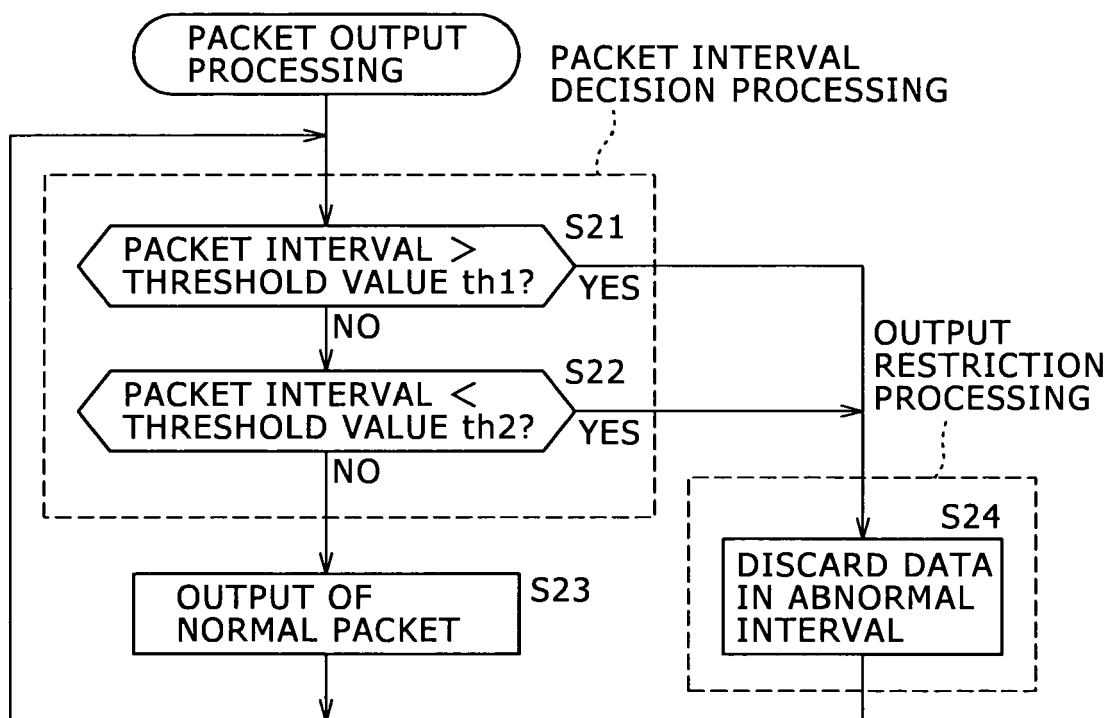 PACKET OUTPUT
PROCESSING
PACKET INTERVAL
DECISION PROCESSING
S21
PACKET INTERVAL >
THRESHOLD VALUE th1?
YES
NO
S22
PACKET INTERVAL <
THRESHOLD VALUE th2?
YES
NO
OUTPUT
RESTRICTION
PROCESSING
S23
OUTPUT OF
NORMAL PACKET
S24
DISCARD DATA
IN ABNORMAL
INTERVAL